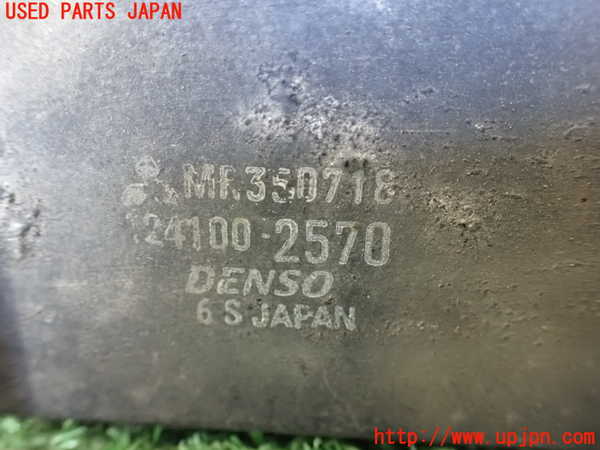 USED PARTS JAPAN
MR350718
124100-2570
DENSO
6 S JAPAN
http://www.upjpn.com/